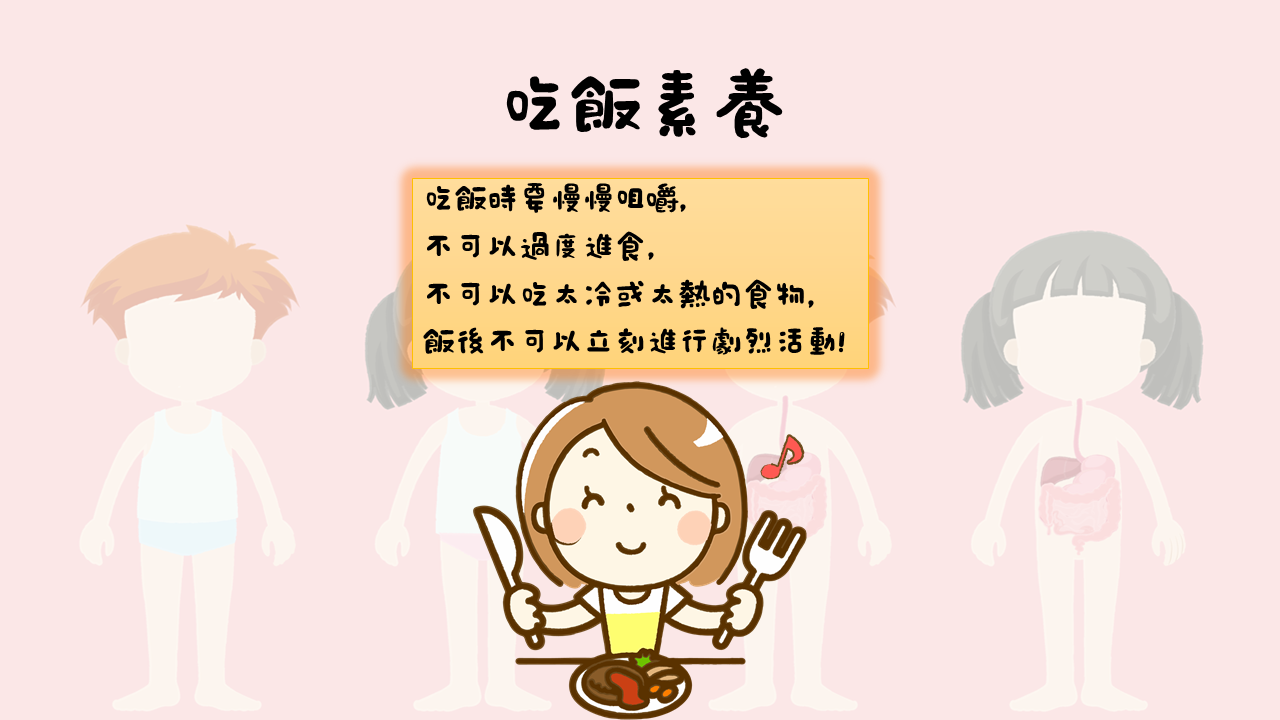 吃飯素養
吃飯時要慢慢咀嚼,
不可以過度進食,
不可以吃太冷或太熱的食物,
飯後不可以立刻進行劇烈活動!